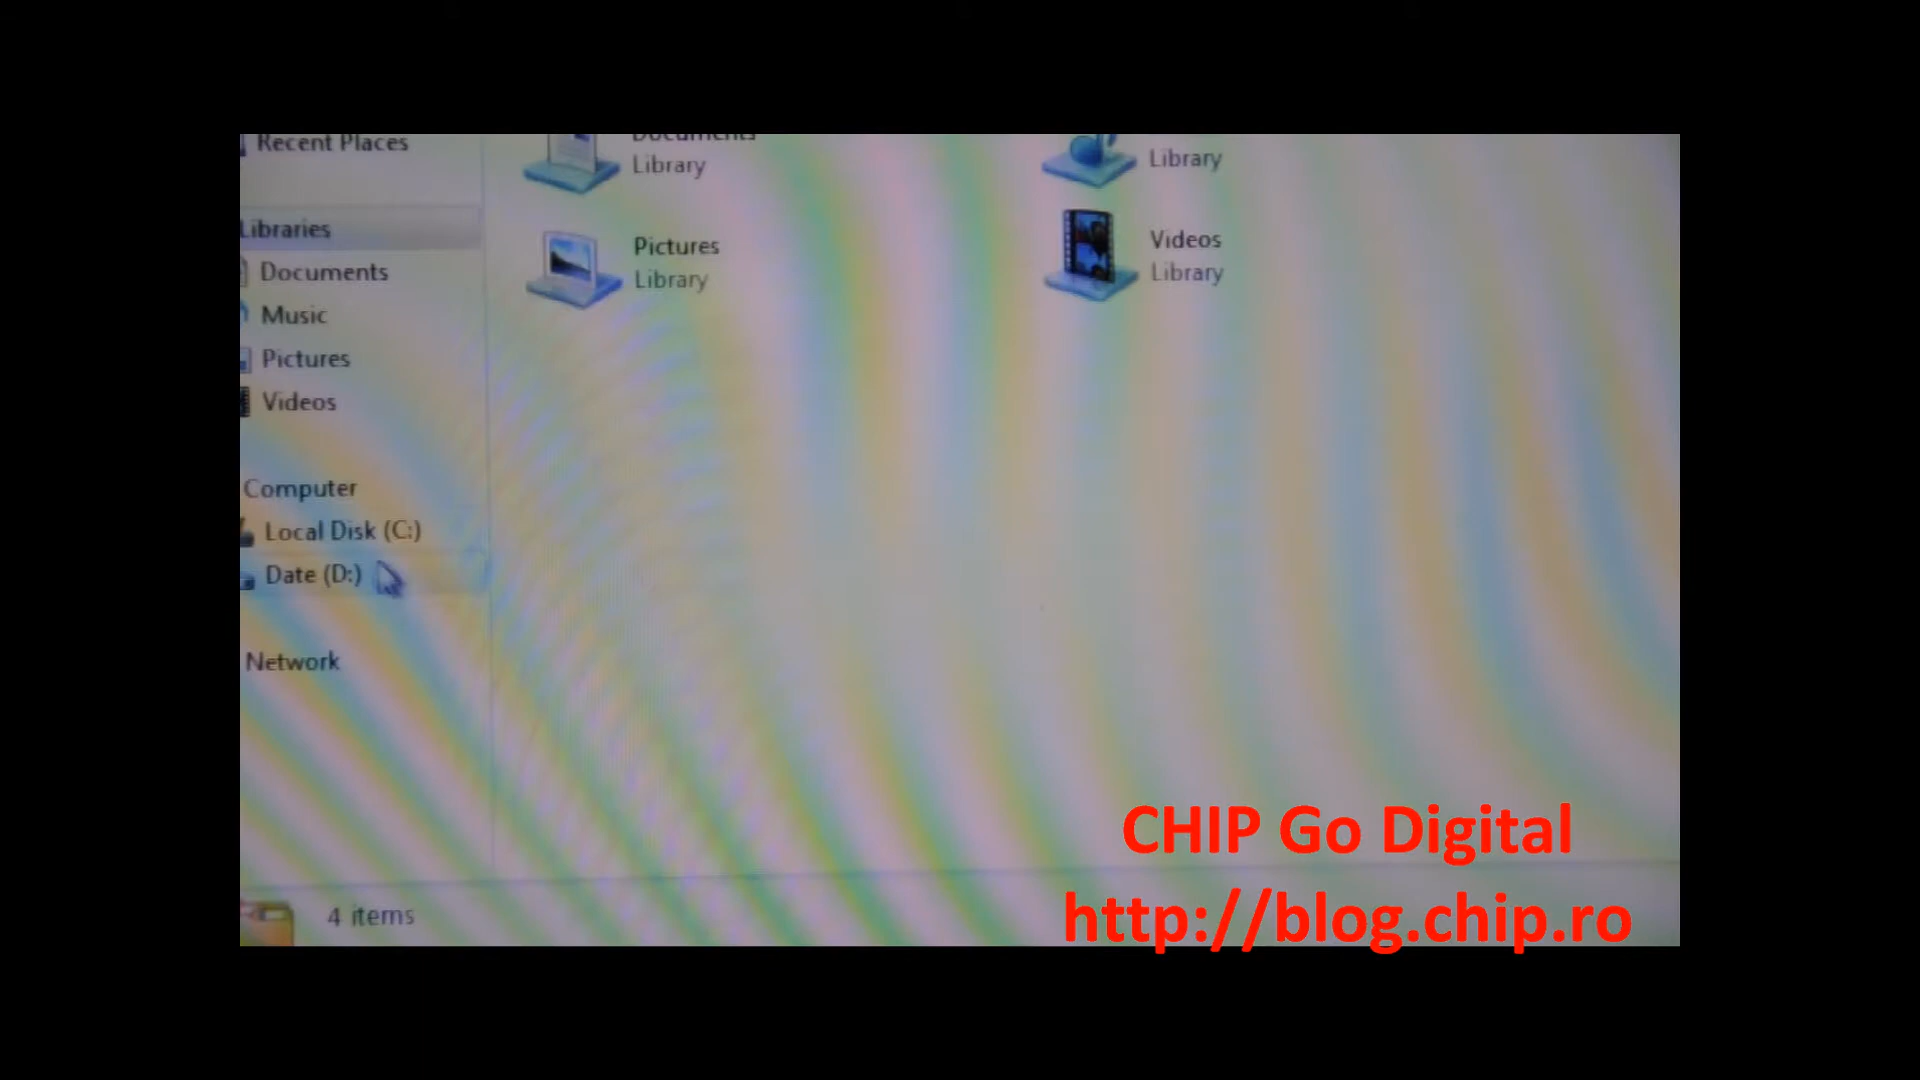 Recent Places
Libraries
Documents
Music
Pictures
Videos
Computer
Local Disk (C:)
Date (D:)
Network
Documents
Library
Library
Pictures
Library
Videos
Library
4 items
CHIP Go Digital
http://blog.chip.ro